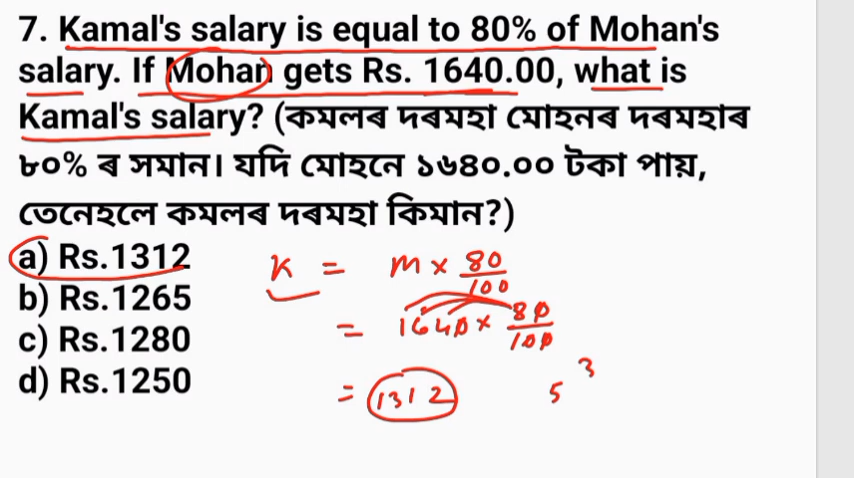 7. Kamal's salary is equal to 80% of Mohan's
salary. If Mohan gets Rs. 1640.00, what is
Kamal's salary? (কমলৰ দৰমহা মোহনৰ দৰমহাৰ
৮০% ৰ সমান। যদি মোহনে ১৬৪০.০০ টকা পায়,
তেনেহলে কমলৰ দৰমহা কিমান?)
a) Rs.1312
b) Rs.1265
c) Rs.1280
d) Rs.1250
K = M × 80/100
= 1640 × 80/100
= 1312
5 3